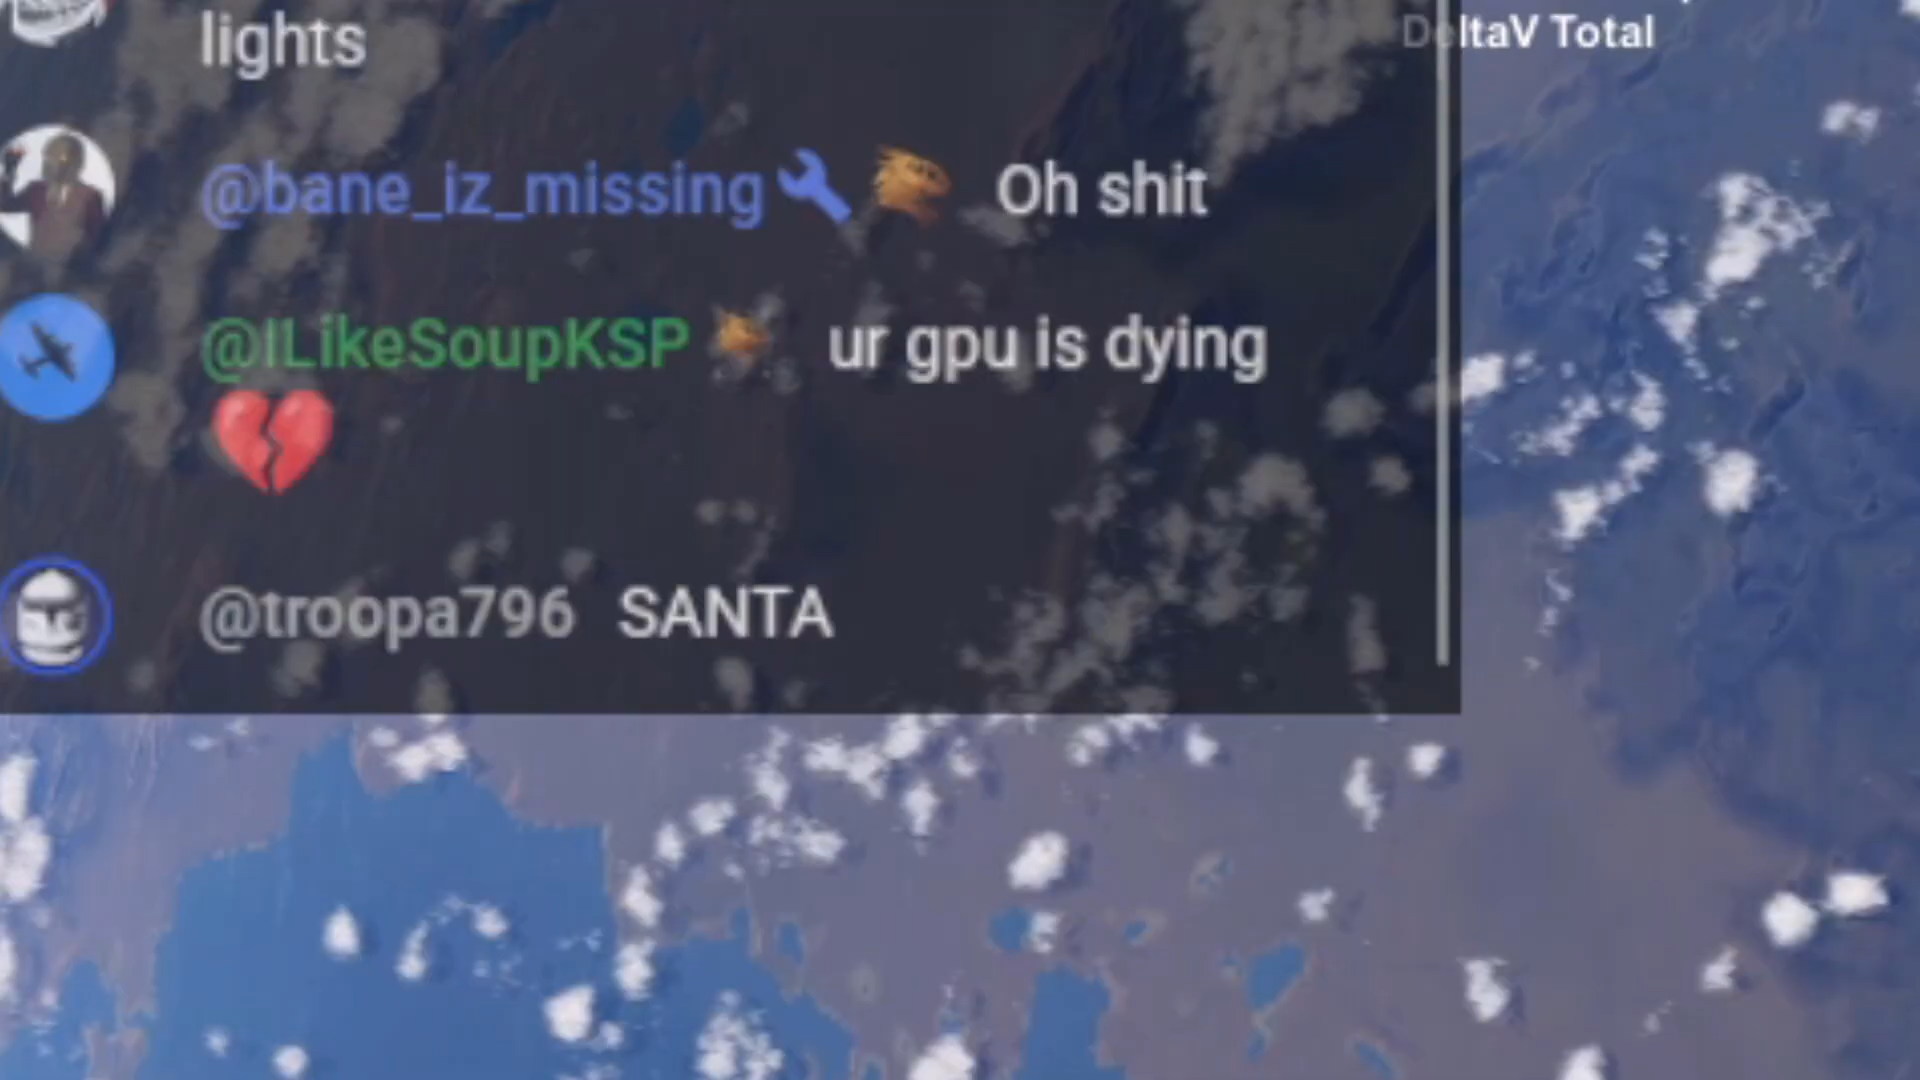 lights
DeltaV Total
@bane_iz_missing Oh shit
@ILikeSoupKSP ur gpu is dying
💔
@troopa796 SANTA